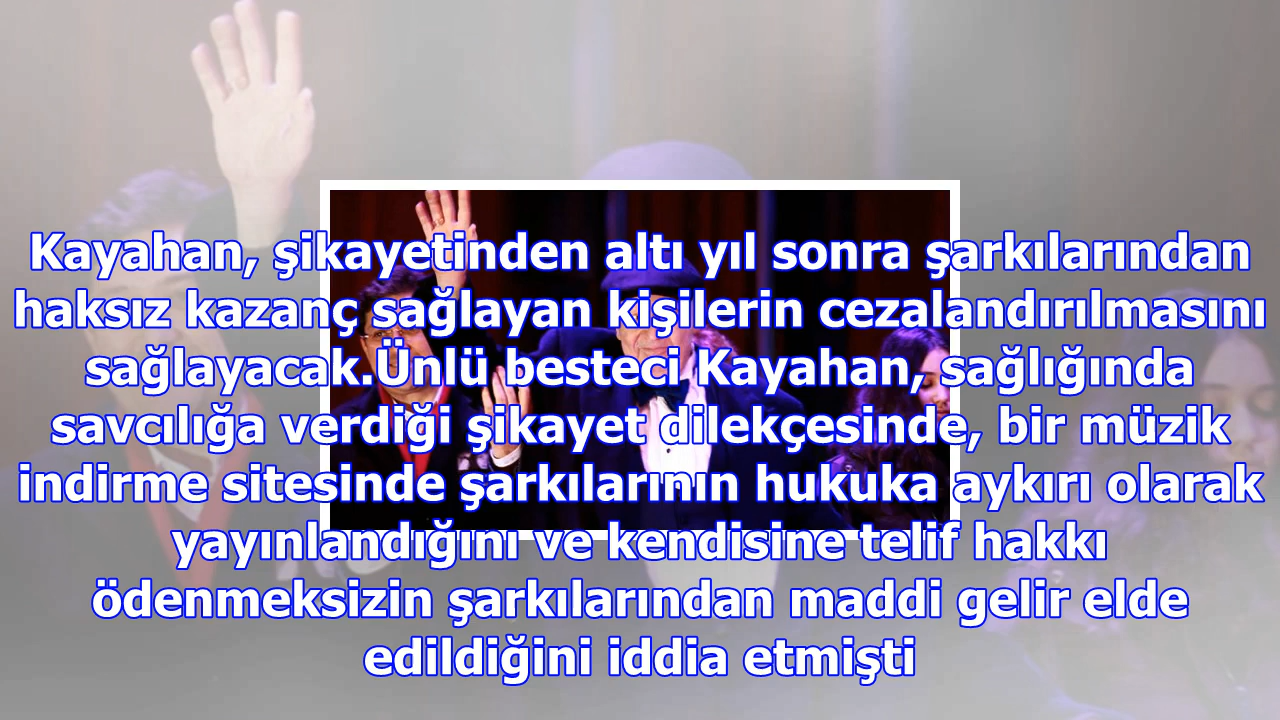 Kayahan, şikayetinden altı yıl sonra şarkılarından
haksız kazanç sağlayan kişilerin cezalandırılmasını
sağlayacak.Ünlü besteci Kayahan, sağlığında
savcılığa verdiği şikayet dilekçesinde, bir müzik
indirme sitesinde şarkılarının hukuka aykırı olarak
yayınlandığını ve kendisine telif hakkı
ödenmeksizin şarkılarından maddi gelir elde
edildiğini iddia etmişti